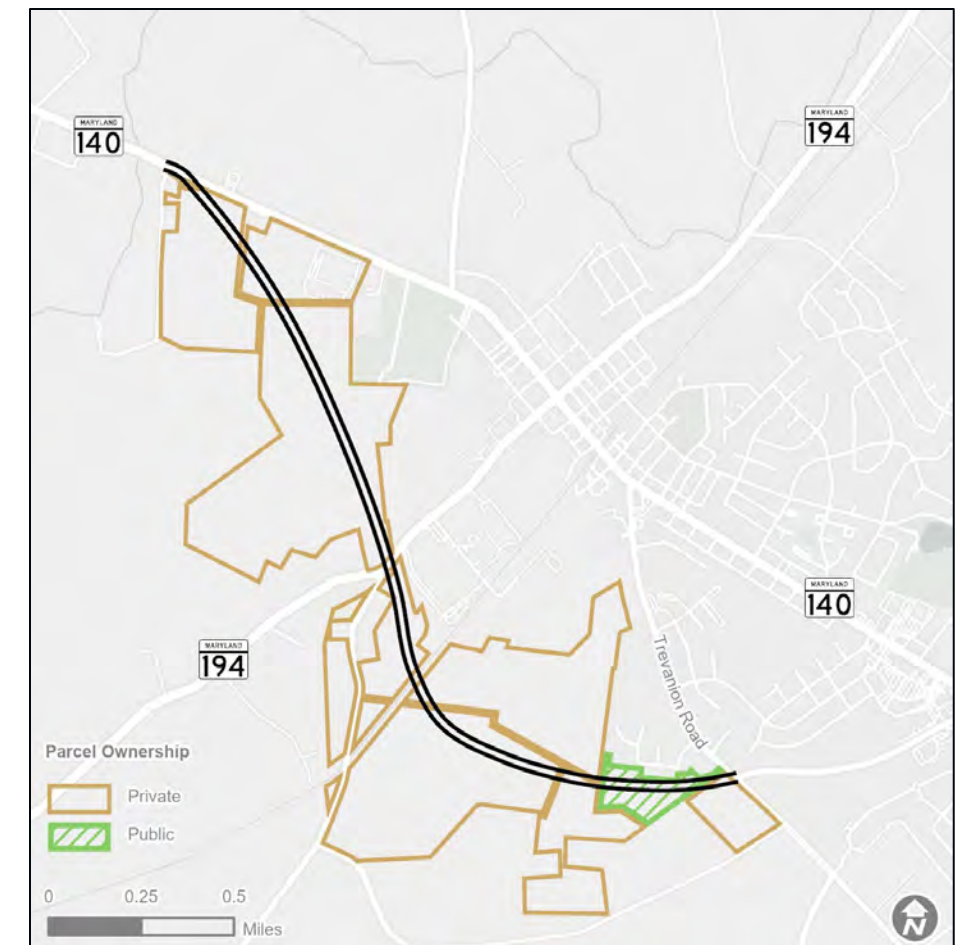 MARYLAND
140
MARYLAND
194
MARYLAND
140
MARYLAND
194
Trevanion Road
Parcel Ownership
Private
Public
0 0.25 0.5
Miles
N